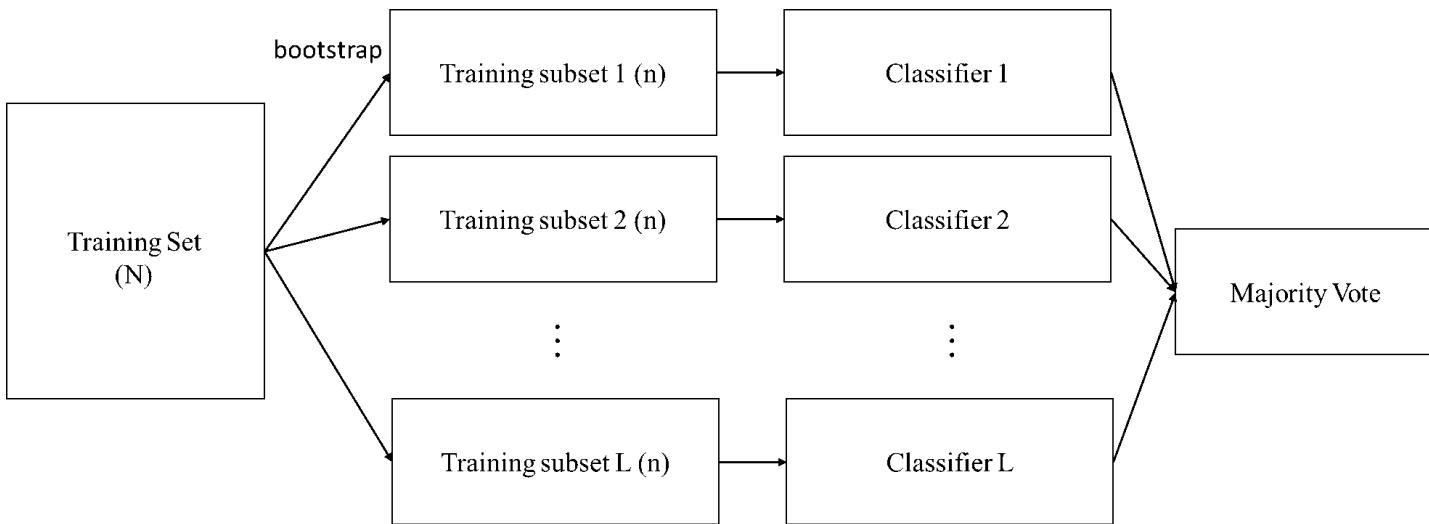 bootstrap
Training Set
(N)
Training subset 1 (n)
Classifier 1
Training subset 2 (n)
Classifier 2
⋮
⋮
Training subset L (n)
Classifier L
Majority Vote